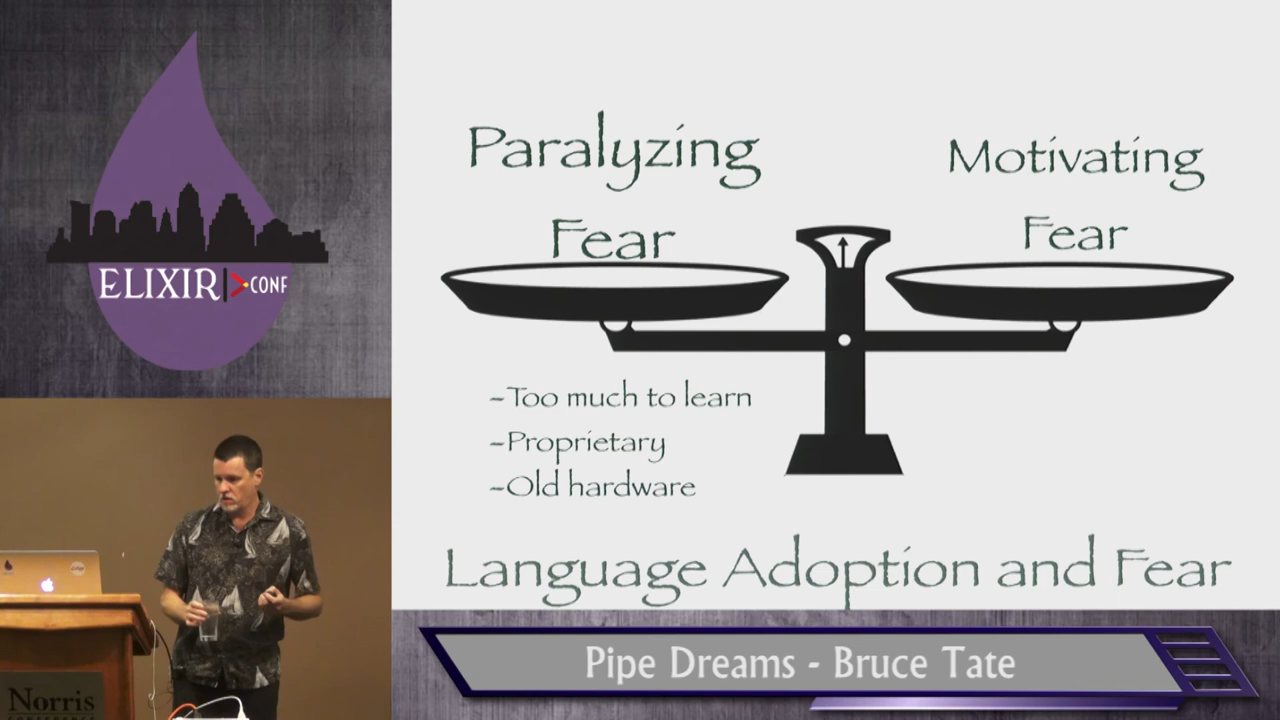 ELIXIR CONF
Paralyzing
Fear
Motivating
Fear
-Too much to learn
-Proprietary
-Old hardware
Language Adoption and Fear
Pipe Dreams - Bruce Tate
Norris
CONFERENCE